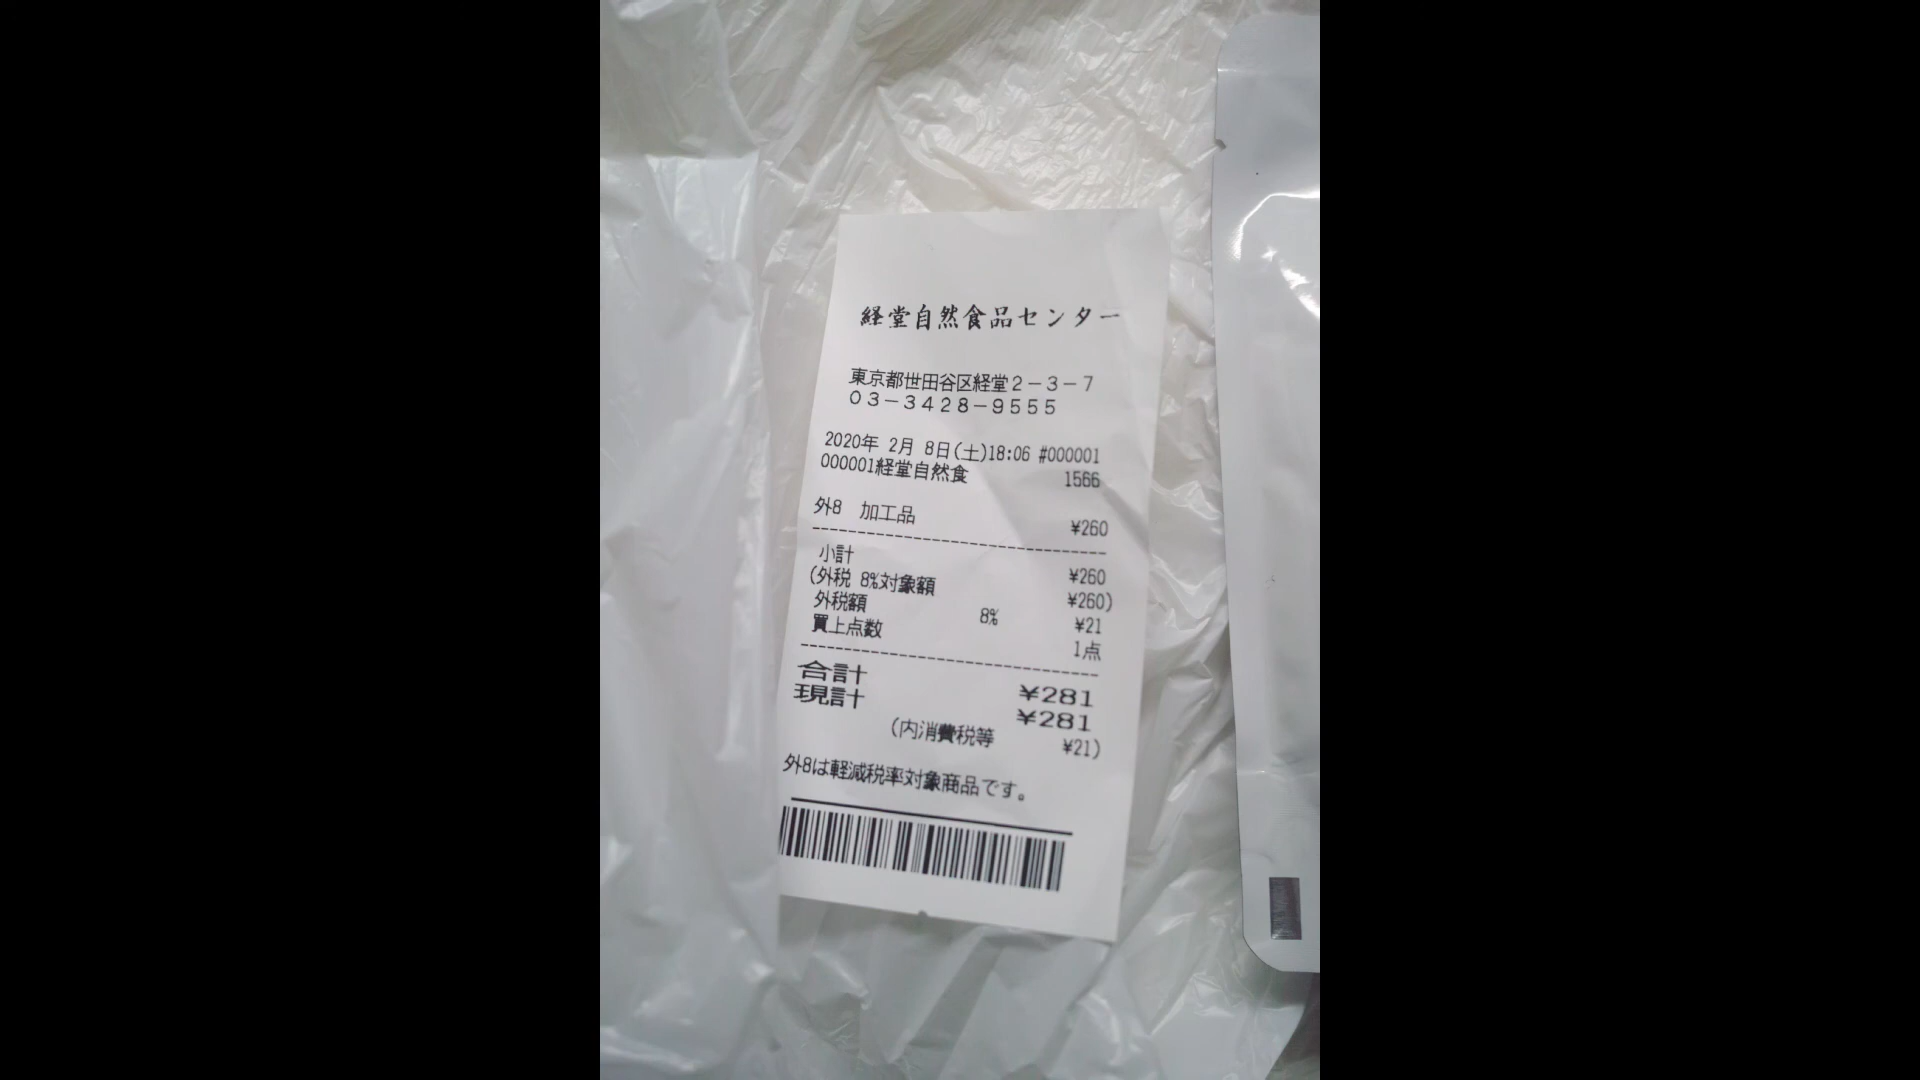 経堂自然食品センター
東京都世田谷区経堂2-3-7
03-3428-9555
2020年 2月 8日(土)18:06 #000001
000001経堂自然食 1566
外8 加工品 ¥260
小計 ¥260
(外税 8%対象額 ¥260)
外税額 8% ¥21
買上点数 1点
合計 ¥281
現計 ¥281
(内消費税等 ¥21)
外8は軽減税率対象商品です。